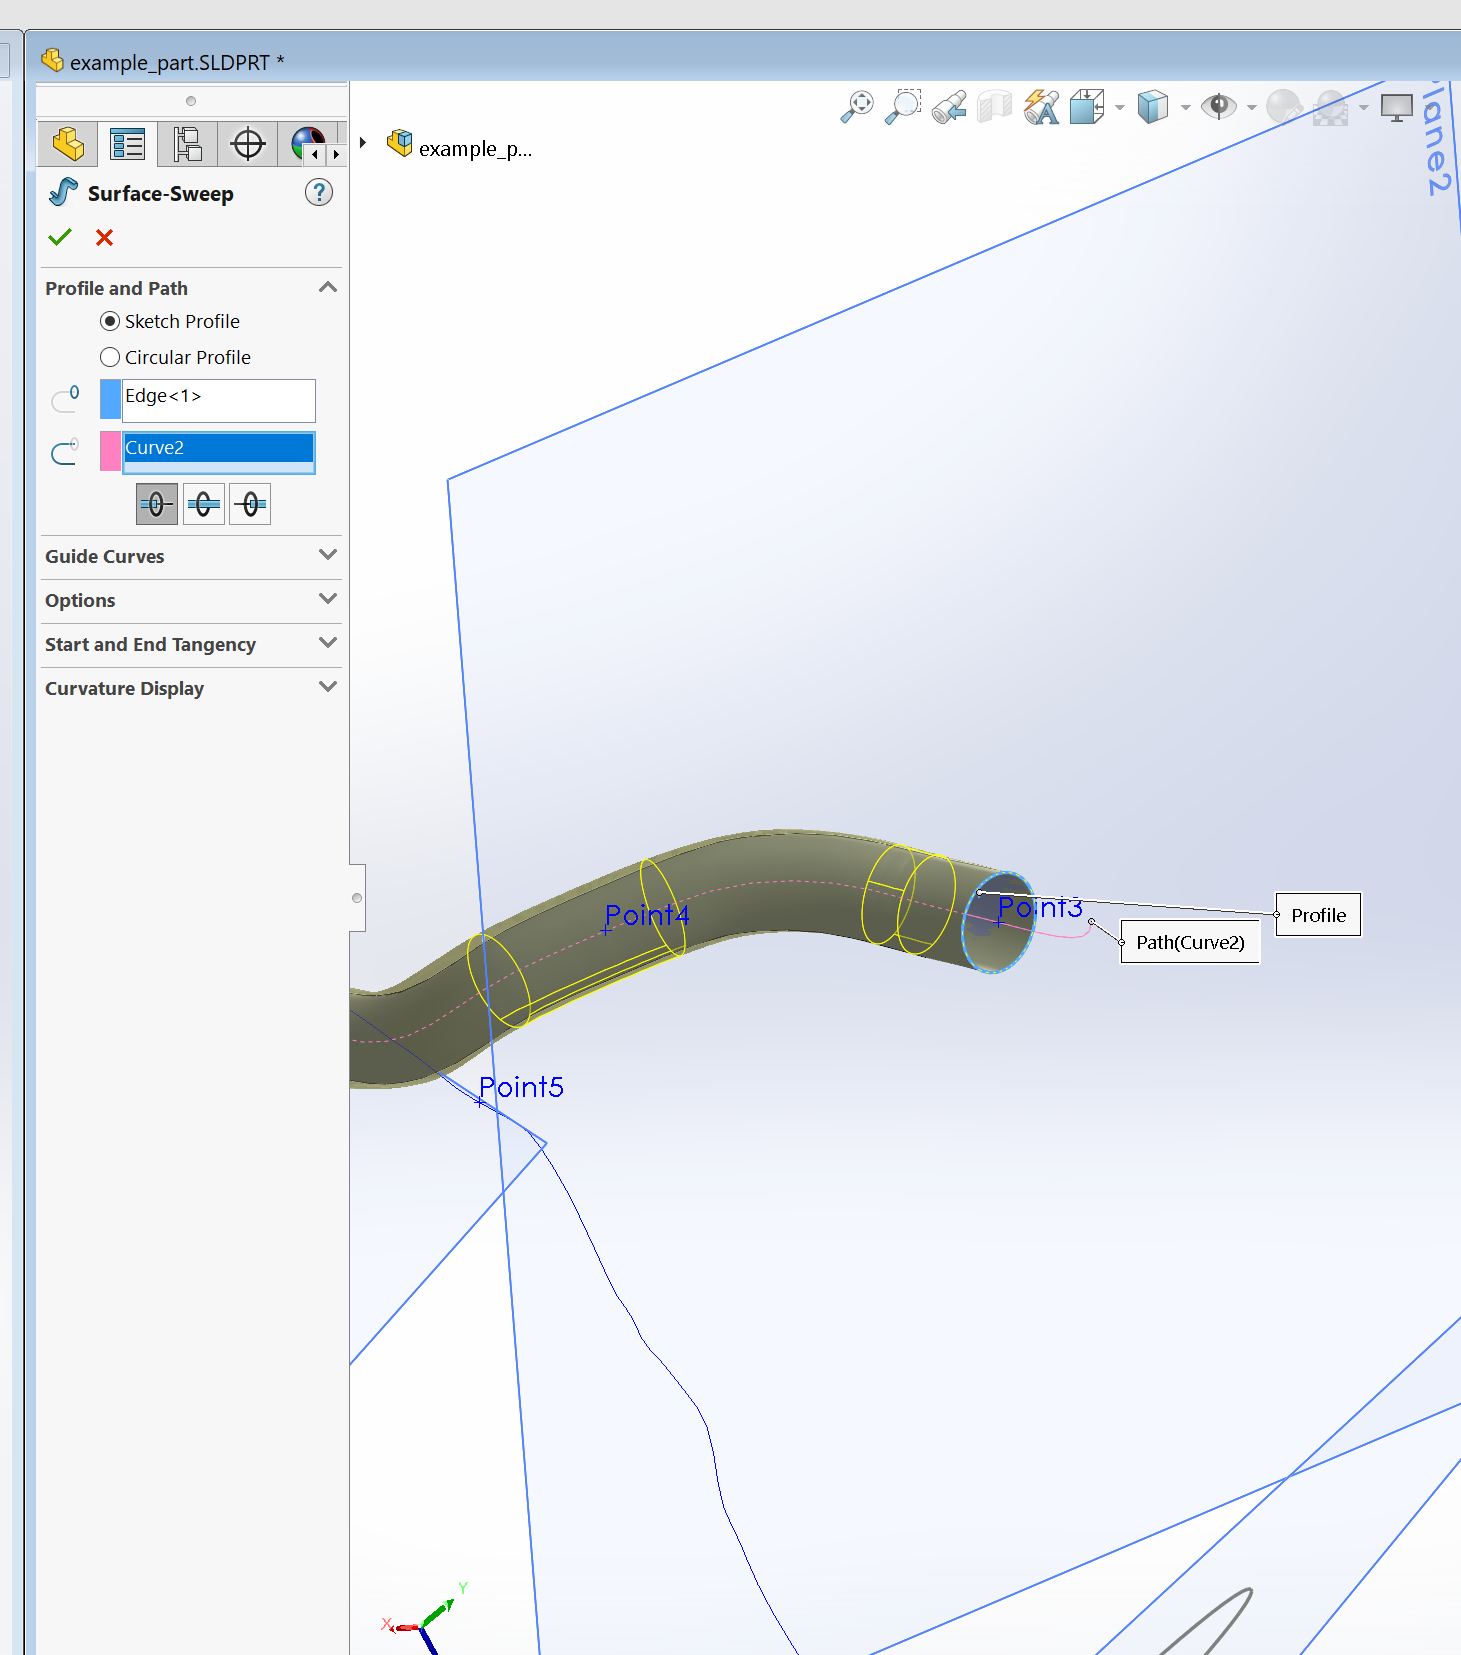 example_part.SLDPRT *
example_p...
Surface-Sweep
?
Profile and Path
Sketch Profile
Circular Profile
Edge<1>
Curve2
Guide Curves
Options
Start and End Tangency
Curvature Display
lane2
Point4
Point3
Profile
Path(Curve2)
Point5
Y
X